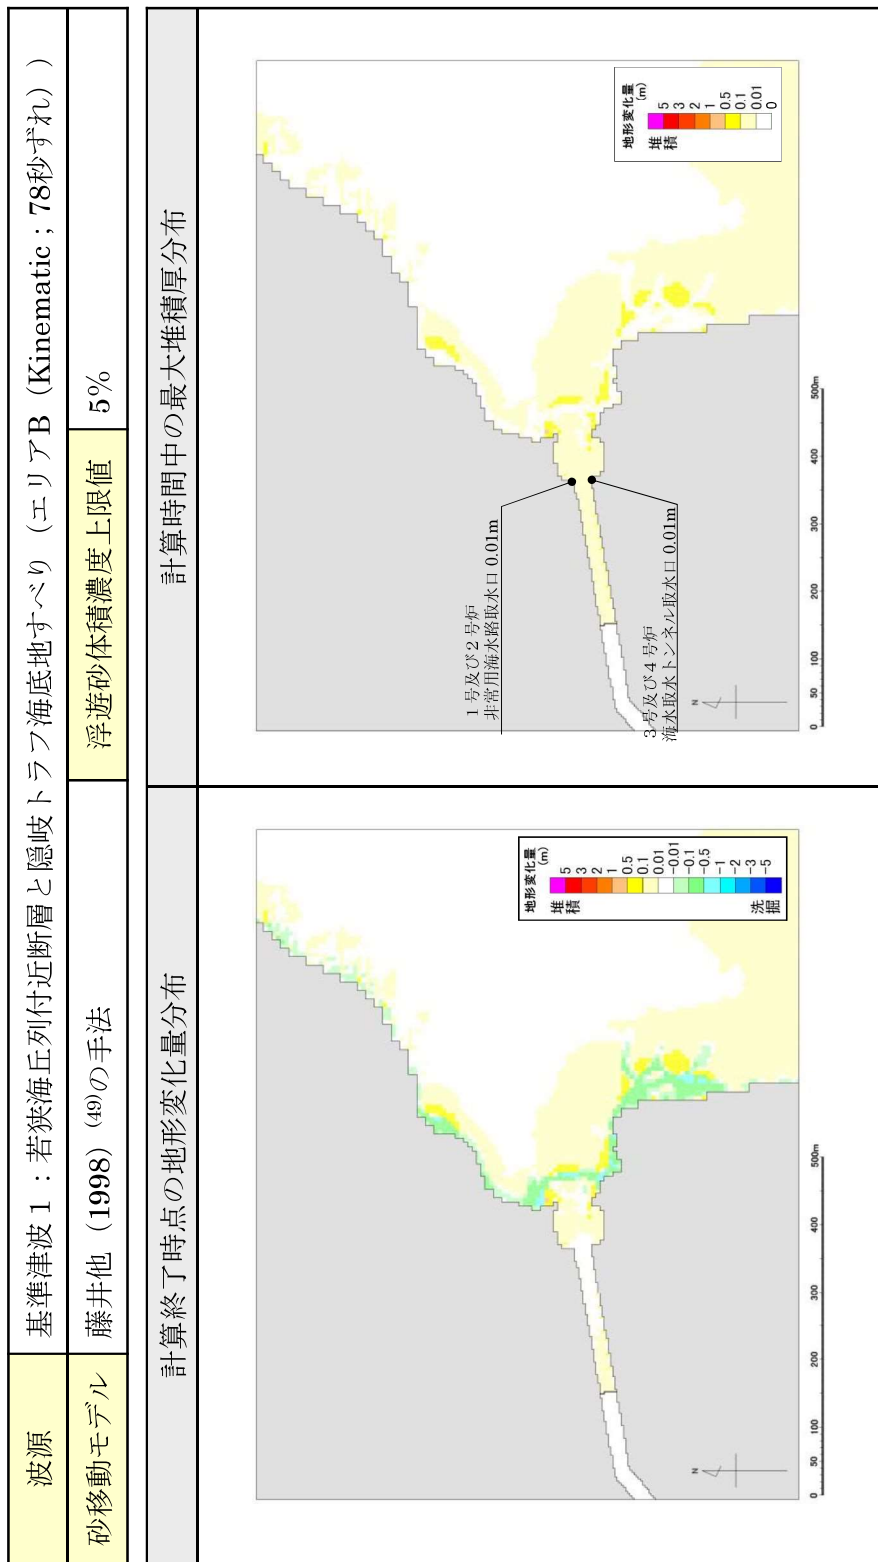 波源
基準津波１：若狭海丘列付近断層と隠岐トラフ海底地すべり（エリアB（Kinematic；78秒ずれ））
砂移動モデル
藤井他（1998）(49)の手法
浮遊砂体積濃度上限値
5%
計算終了時点の地形変化量分布
計算時間中の最大堆積厚分布
地形変化量
(m)
堆積
5
3
2
1
0.5
0.1
0.01
-0.01
-0.1
-0.5
-1
-2
-3
-5
洗掘
N
0 50 100 200 300 400 500m
地形変化量
(m)
堆積
5
3
2
1
0.5
0.1
0.01
0
１号及び２号炉
非常用海水路取水口 0.01m
３号及び４号炉
海水取水トンネル取水口 0.01m
N
0 50 100 200 300 400 500m